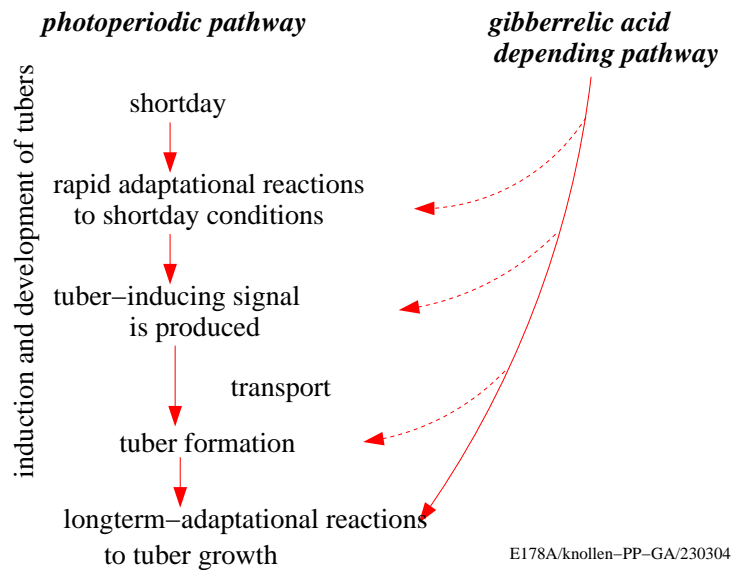 photoperiodic pathway
gibberrelic acid
depending pathway
induction and development of tubers
shortday
rapid adaptational reactions
to shortday conditions
tuber−inducing signal
is produced
transport
tuber formation
longterm−adaptational reactions
to tuber growth
E178A/knollen−PP−GA/230304